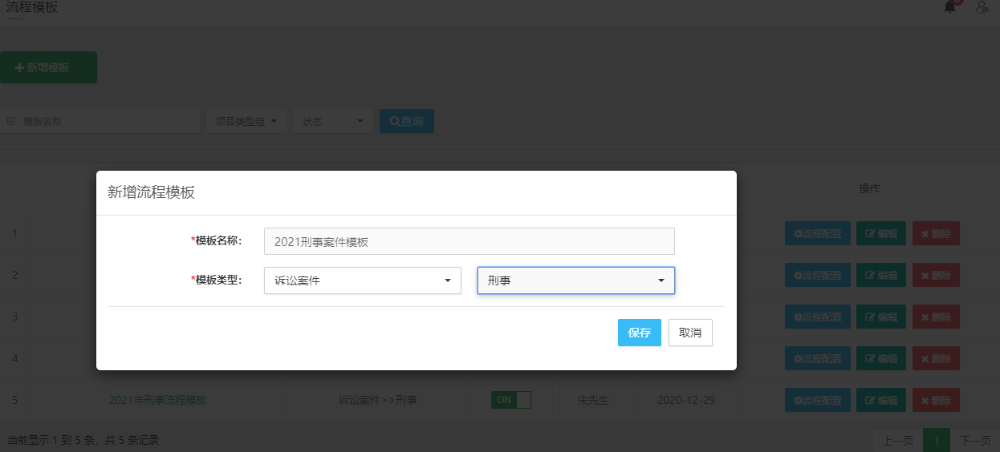 流程模板
新增模板
模板名称 项目类型组 状态 查询
操作
新增流程模板
*模板名称: 2021刑事案件模板
*模板类型: 诉讼案件 刑事
保存 取消
1 流程配置 编辑 删除
2 流程配置 编辑 删除
3 流程配置 编辑 删除
4 流程配置 编辑 删除
5 2021年刑事流程模板 诉讼案件>>刑事 ON 宋先生 2020-12-29 流程配置 编辑 删除
当前显示 1 到 5 条，共 5 条记录 上一页 1 下一页